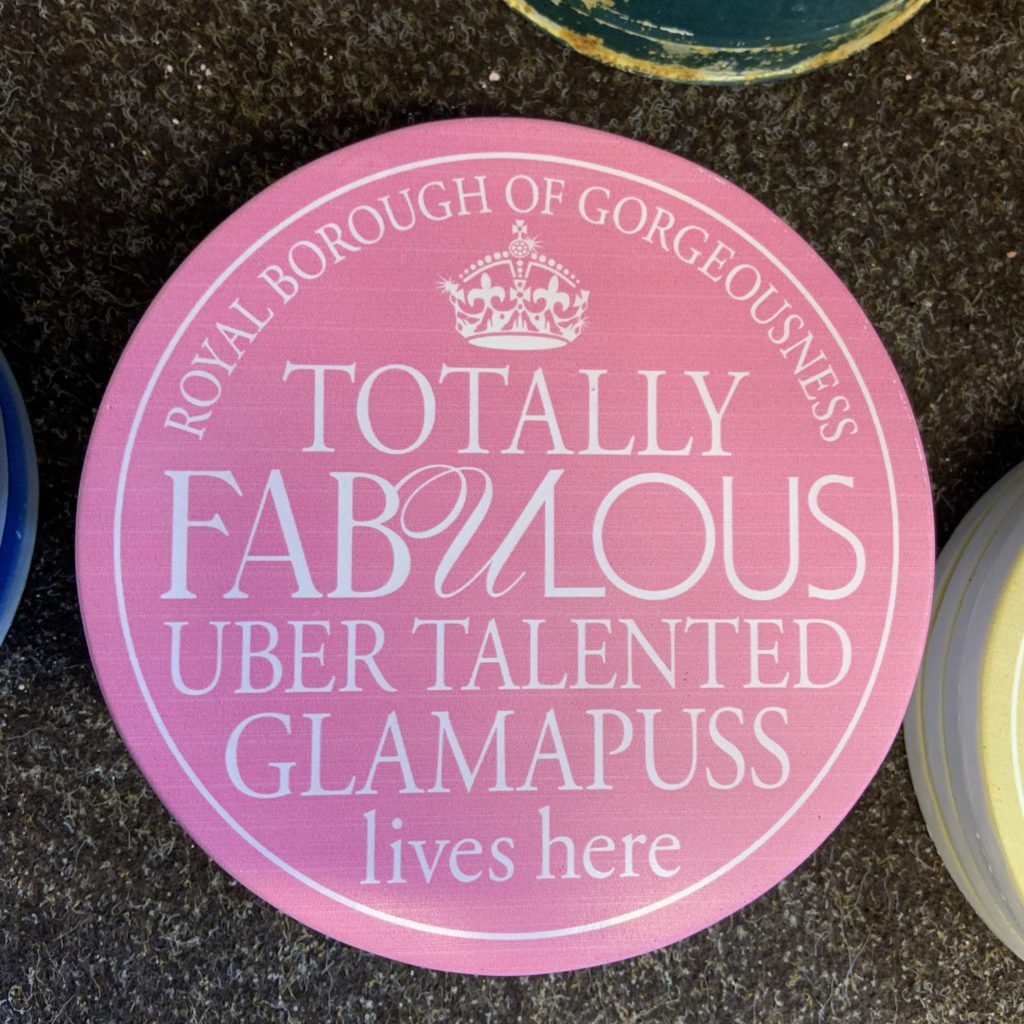 ROYAL BOROUGH OF GORGEOUSNESS
TOTALLY
FABULOUS
UBER TALENTED
GLAMAPUSS
lives here